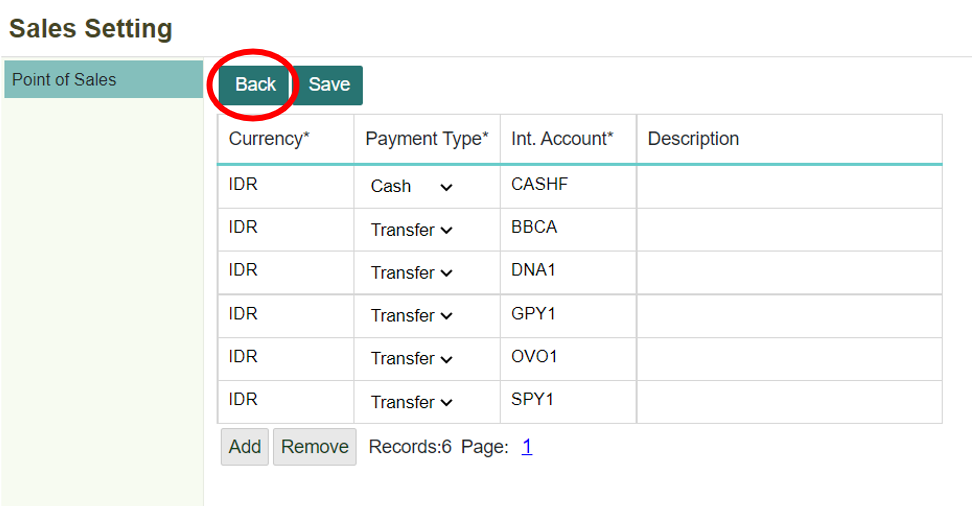 Sales Setting
Point of Sales
Back Save
Currency* Payment Type* Int. Account* Description
IDR Cash CASHF
IDR Transfer BBCA
IDR Transfer DNA1
IDR Transfer GPY1
IDR Transfer OVO1
IDR Transfer SPY1
Add Remove Records:6 Page: 1